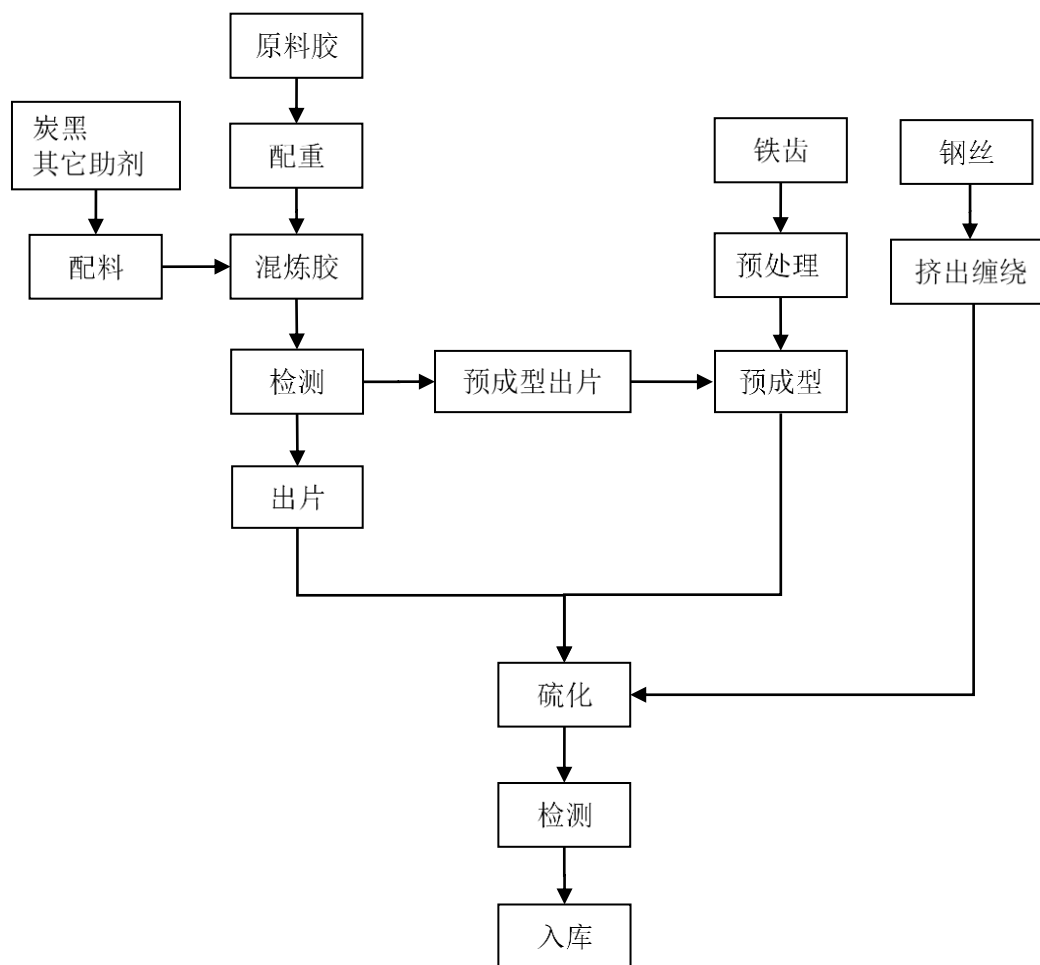 原料胶
炭黑
其它助剂
配重
铁齿
钢丝
配料
混炼胶
预处理
挤出缠绕
检测
预成型出片
预成型
出片
硫化
检测
入库